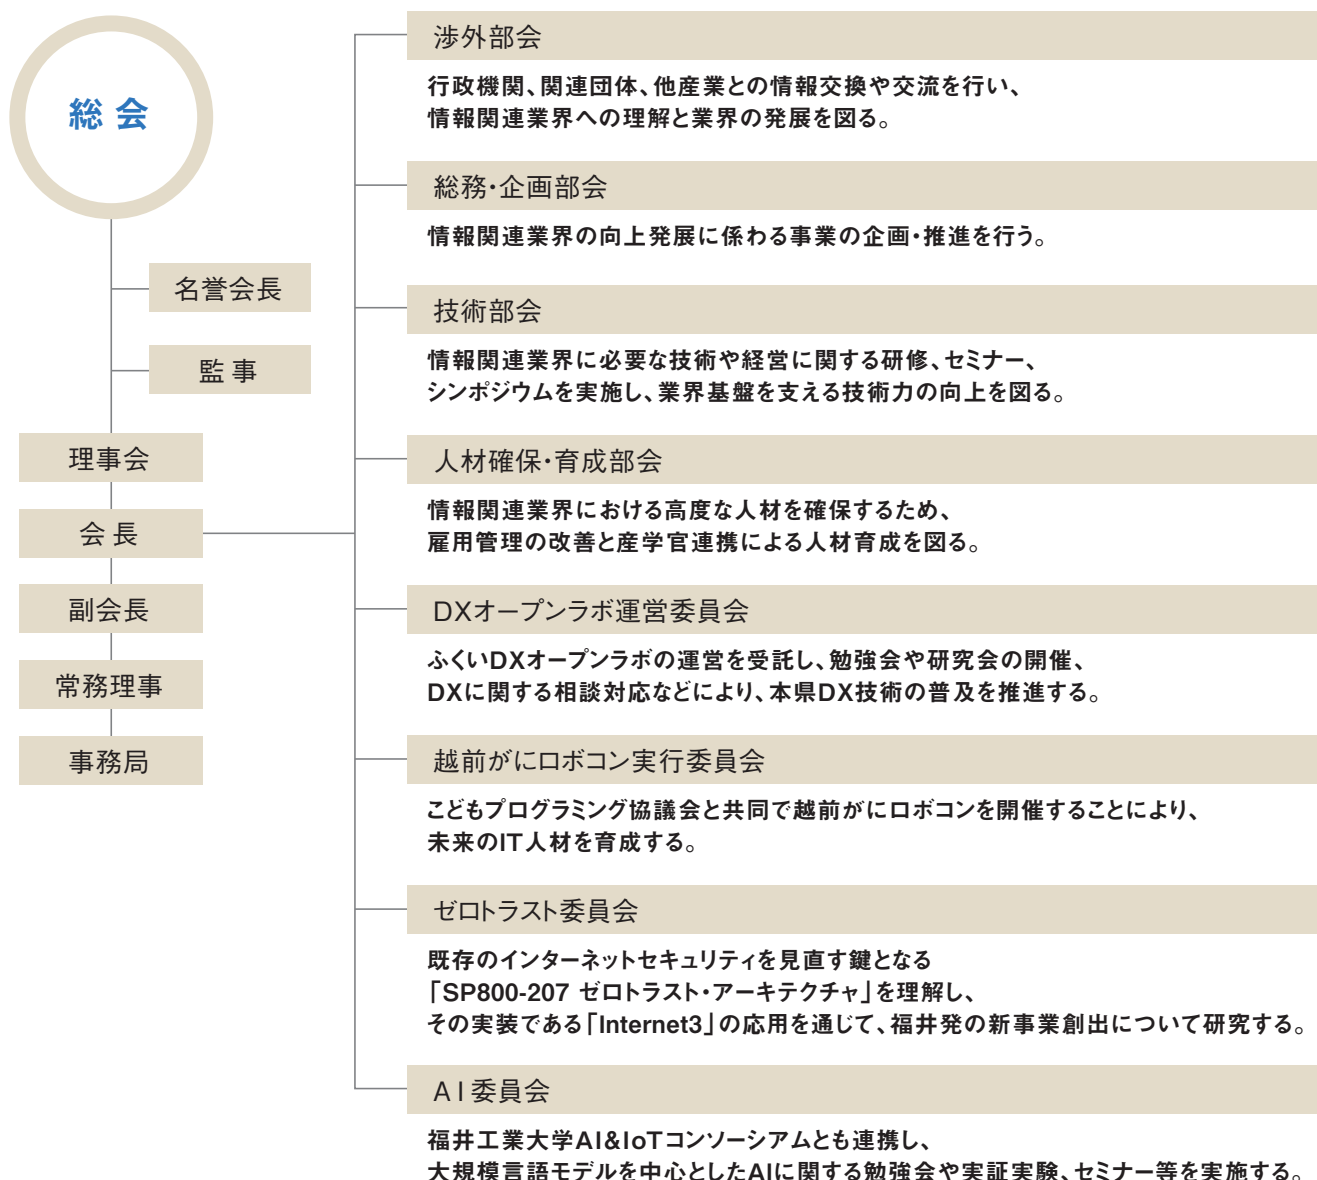 総会
名誉会長
監事
理事会
会長
副会長
常務理事
事務局
渉外部会
行政機関、関連団体、他産業との情報交換や交流を行い、
情報関連業界への理解と業界の発展を図る。
総務・企画部会
情報関連業界の向上発展に係わる事業の企画・推進を行う。
技術部会
情報関連業界に必要な技術や経営に関する研修、セミナー、
シンポジウムを実施し、業界基盤を支える技術力の向上を図る。
人材確保・育成部会
情報関連業界における高度な人材を確保するため、
雇用管理の改善と産学官連携による人材育成を図る。
DXオープンラボ運営委員会
ふくいDXオープンラボの運営を受託し、勉強会や研究会の開催、
DXに関する相談対応などにより、本県DX技術の普及を推進する。
越前がにロボコン実行委員会
こどもプログラミング協議会と共同で越前がにロボコンを開催することにより、
未来のIT人材を育成する。
ゼロトラスト委員会
既存のインターネットセキュリティを見直す鍵となる
「SP800-207 ゼロトラスト・アーキテクチャ」を理解し、
その実装である「Internet3」の応用を通じて、福井発の新事業創出について研究する。
AI委員会
福井工業大学AI&IoTコンソーシアムとも連携し、
大規模言語モデルを中心としたAIに関する勉強会や実証実験、セミナー等を実施する。